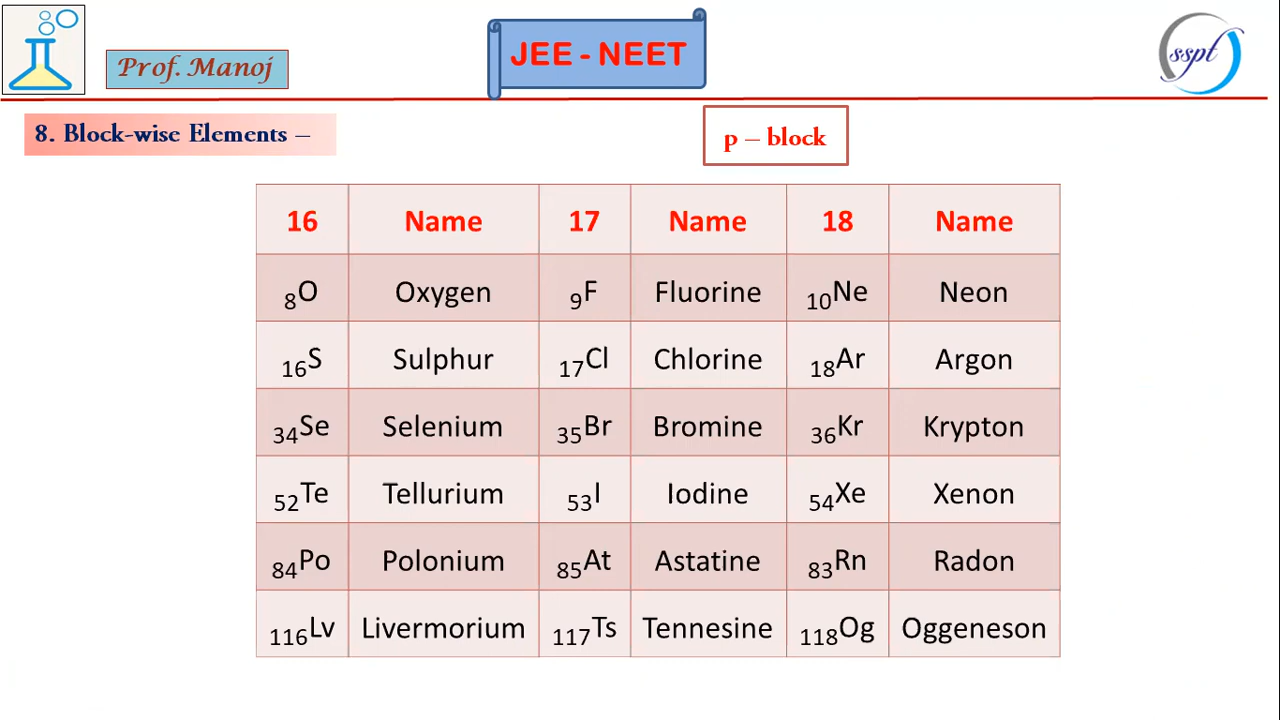 Prof. Manoj
JEE - NEET
sspt
8. Block-wise Elements –
p – block
16 Name 17 Name 18 Name
8O Oxygen 9F Fluorine 10Ne Neon
16S Sulphur 17Cl Chlorine 18Ar Argon
34Se Selenium 35Br Bromine 36Kr Krypton
52Te Tellurium 53I Iodine 54Xe Xenon
84Po Polonium 85At Astatine 83Rn Radon
116Lv Livermorium 117Ts Tennesine 118Og Oggeneson